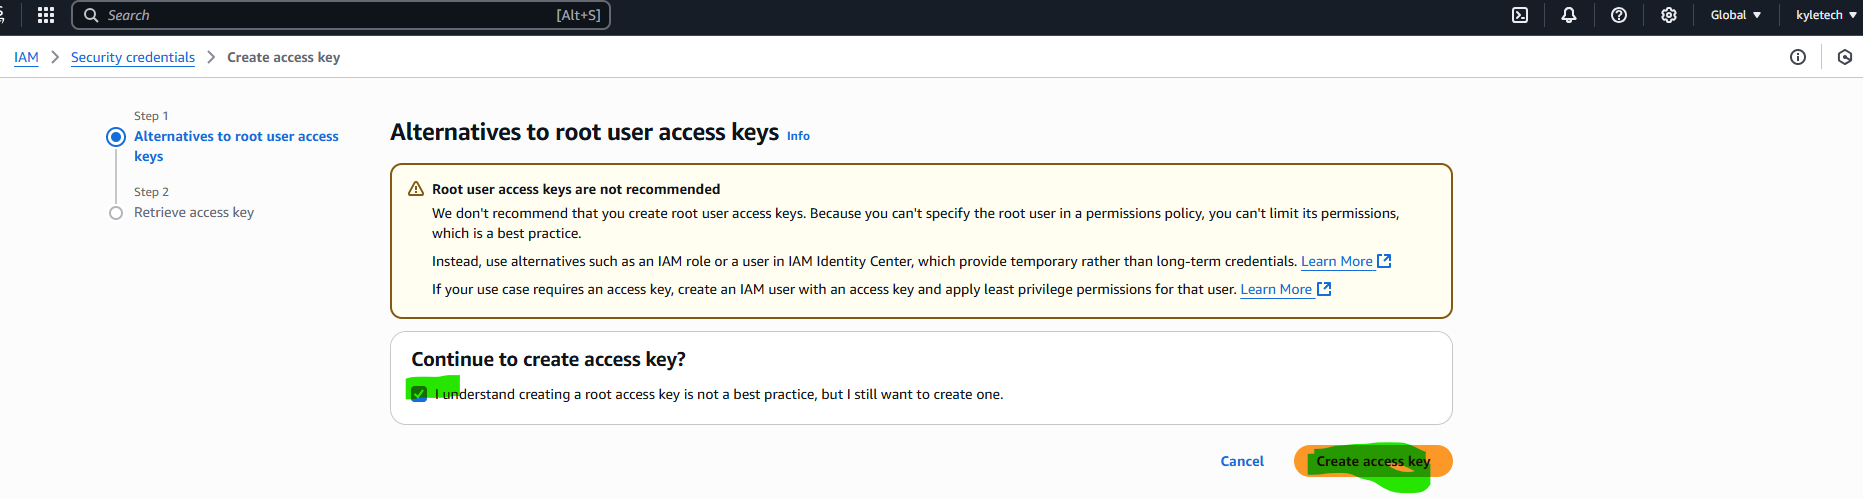 Search [Alt+S] Global kyletech
IAM Security credentials Create access key
Step 1
Alternatives to root user access
keys
Step 2
Retrieve access key
Alternatives to root user access keys Info
Root user access keys are not recommended
We don't recommend that you create root user access keys. Because you can't specify the root user in a permissions policy, you can't limit its permissions,
which is a best practice.
Instead, use alternatives such as an IAM role or a user in IAM Identity Center, which provide temporary rather than long-term credentials. Learn More
If your use case requires an access key, create an IAM user with an access key and apply least privilege permissions for that user. Learn More
Continue to create access key?
I understand creating a root access key is not a best practice, but I still want to create one.
Cancel Create access key